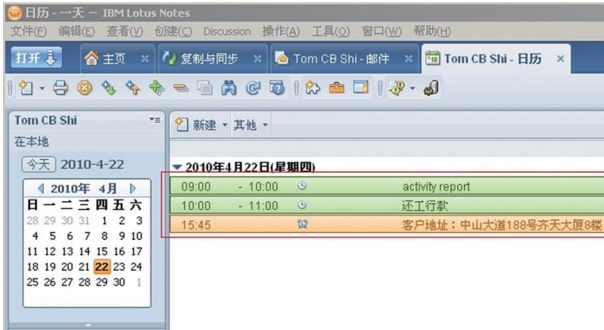 日历 - 一天 - IBM Lotus Notes
文件(F) 编辑(E) 查看(V) 创建(C) Discussion 操作(A) 工具(O) 窗口(W) 帮助(H)
打开 主页 × 复制与同步 × Tom CB Shi - 邮件 × Tom CB Shi - 日历 ×
Tom CB Shi
新建 其他
在本地
今天 2010-4-22
2010年4月22日(星期四)
2010年 4月
日 一 二 三 四 五 六
28 29 30 31 1 2 3
4 5 6 7 8 9 10
11 12 13 14 15 16 17
18 19 20 21 22 23 24
25 26 27 28 29 30 1
09:00 - 10:00 activity report
10:00 - 11:00 还工行款
15:45 客户地址：中山大道188号齐天大厦8楼